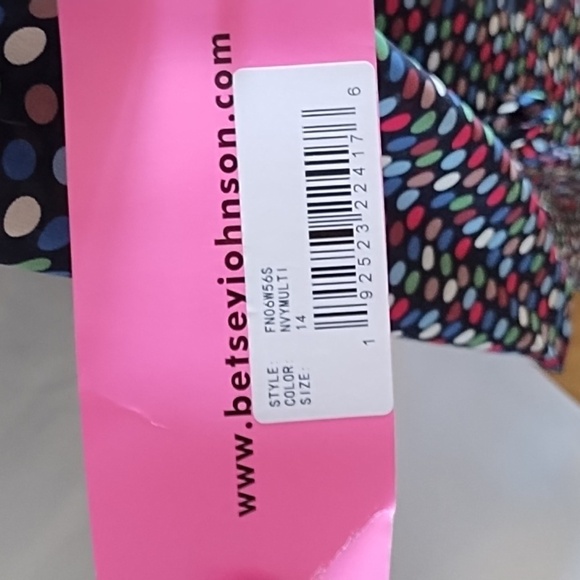 www.betseyjohnson.com
STYLE: FN06W56S
COLOR: NVYMULTI
SIZE: 14
1 92523 22417 6